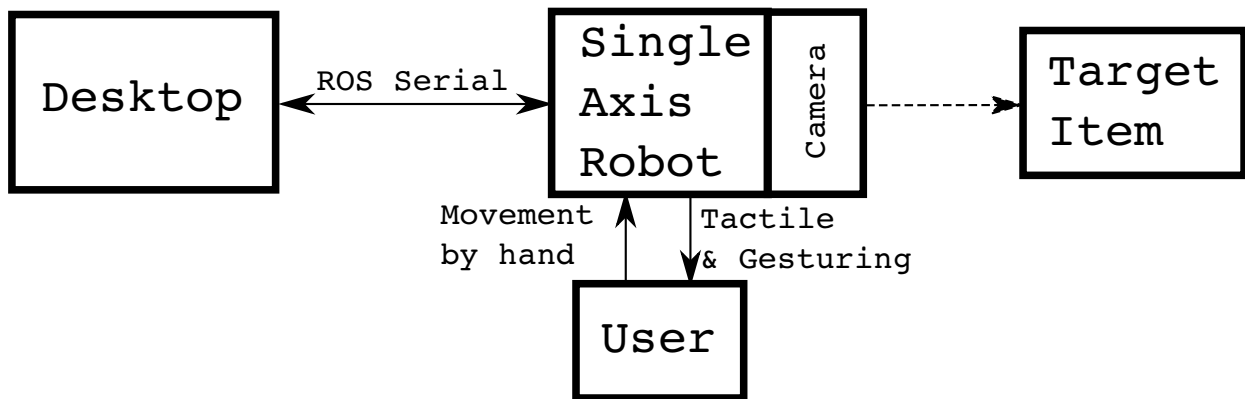 Desktop
ROS Serial
Single
Axis
Robot
Camera
Target
Item
Movement
by hand
Tactile
& Gesturing
User